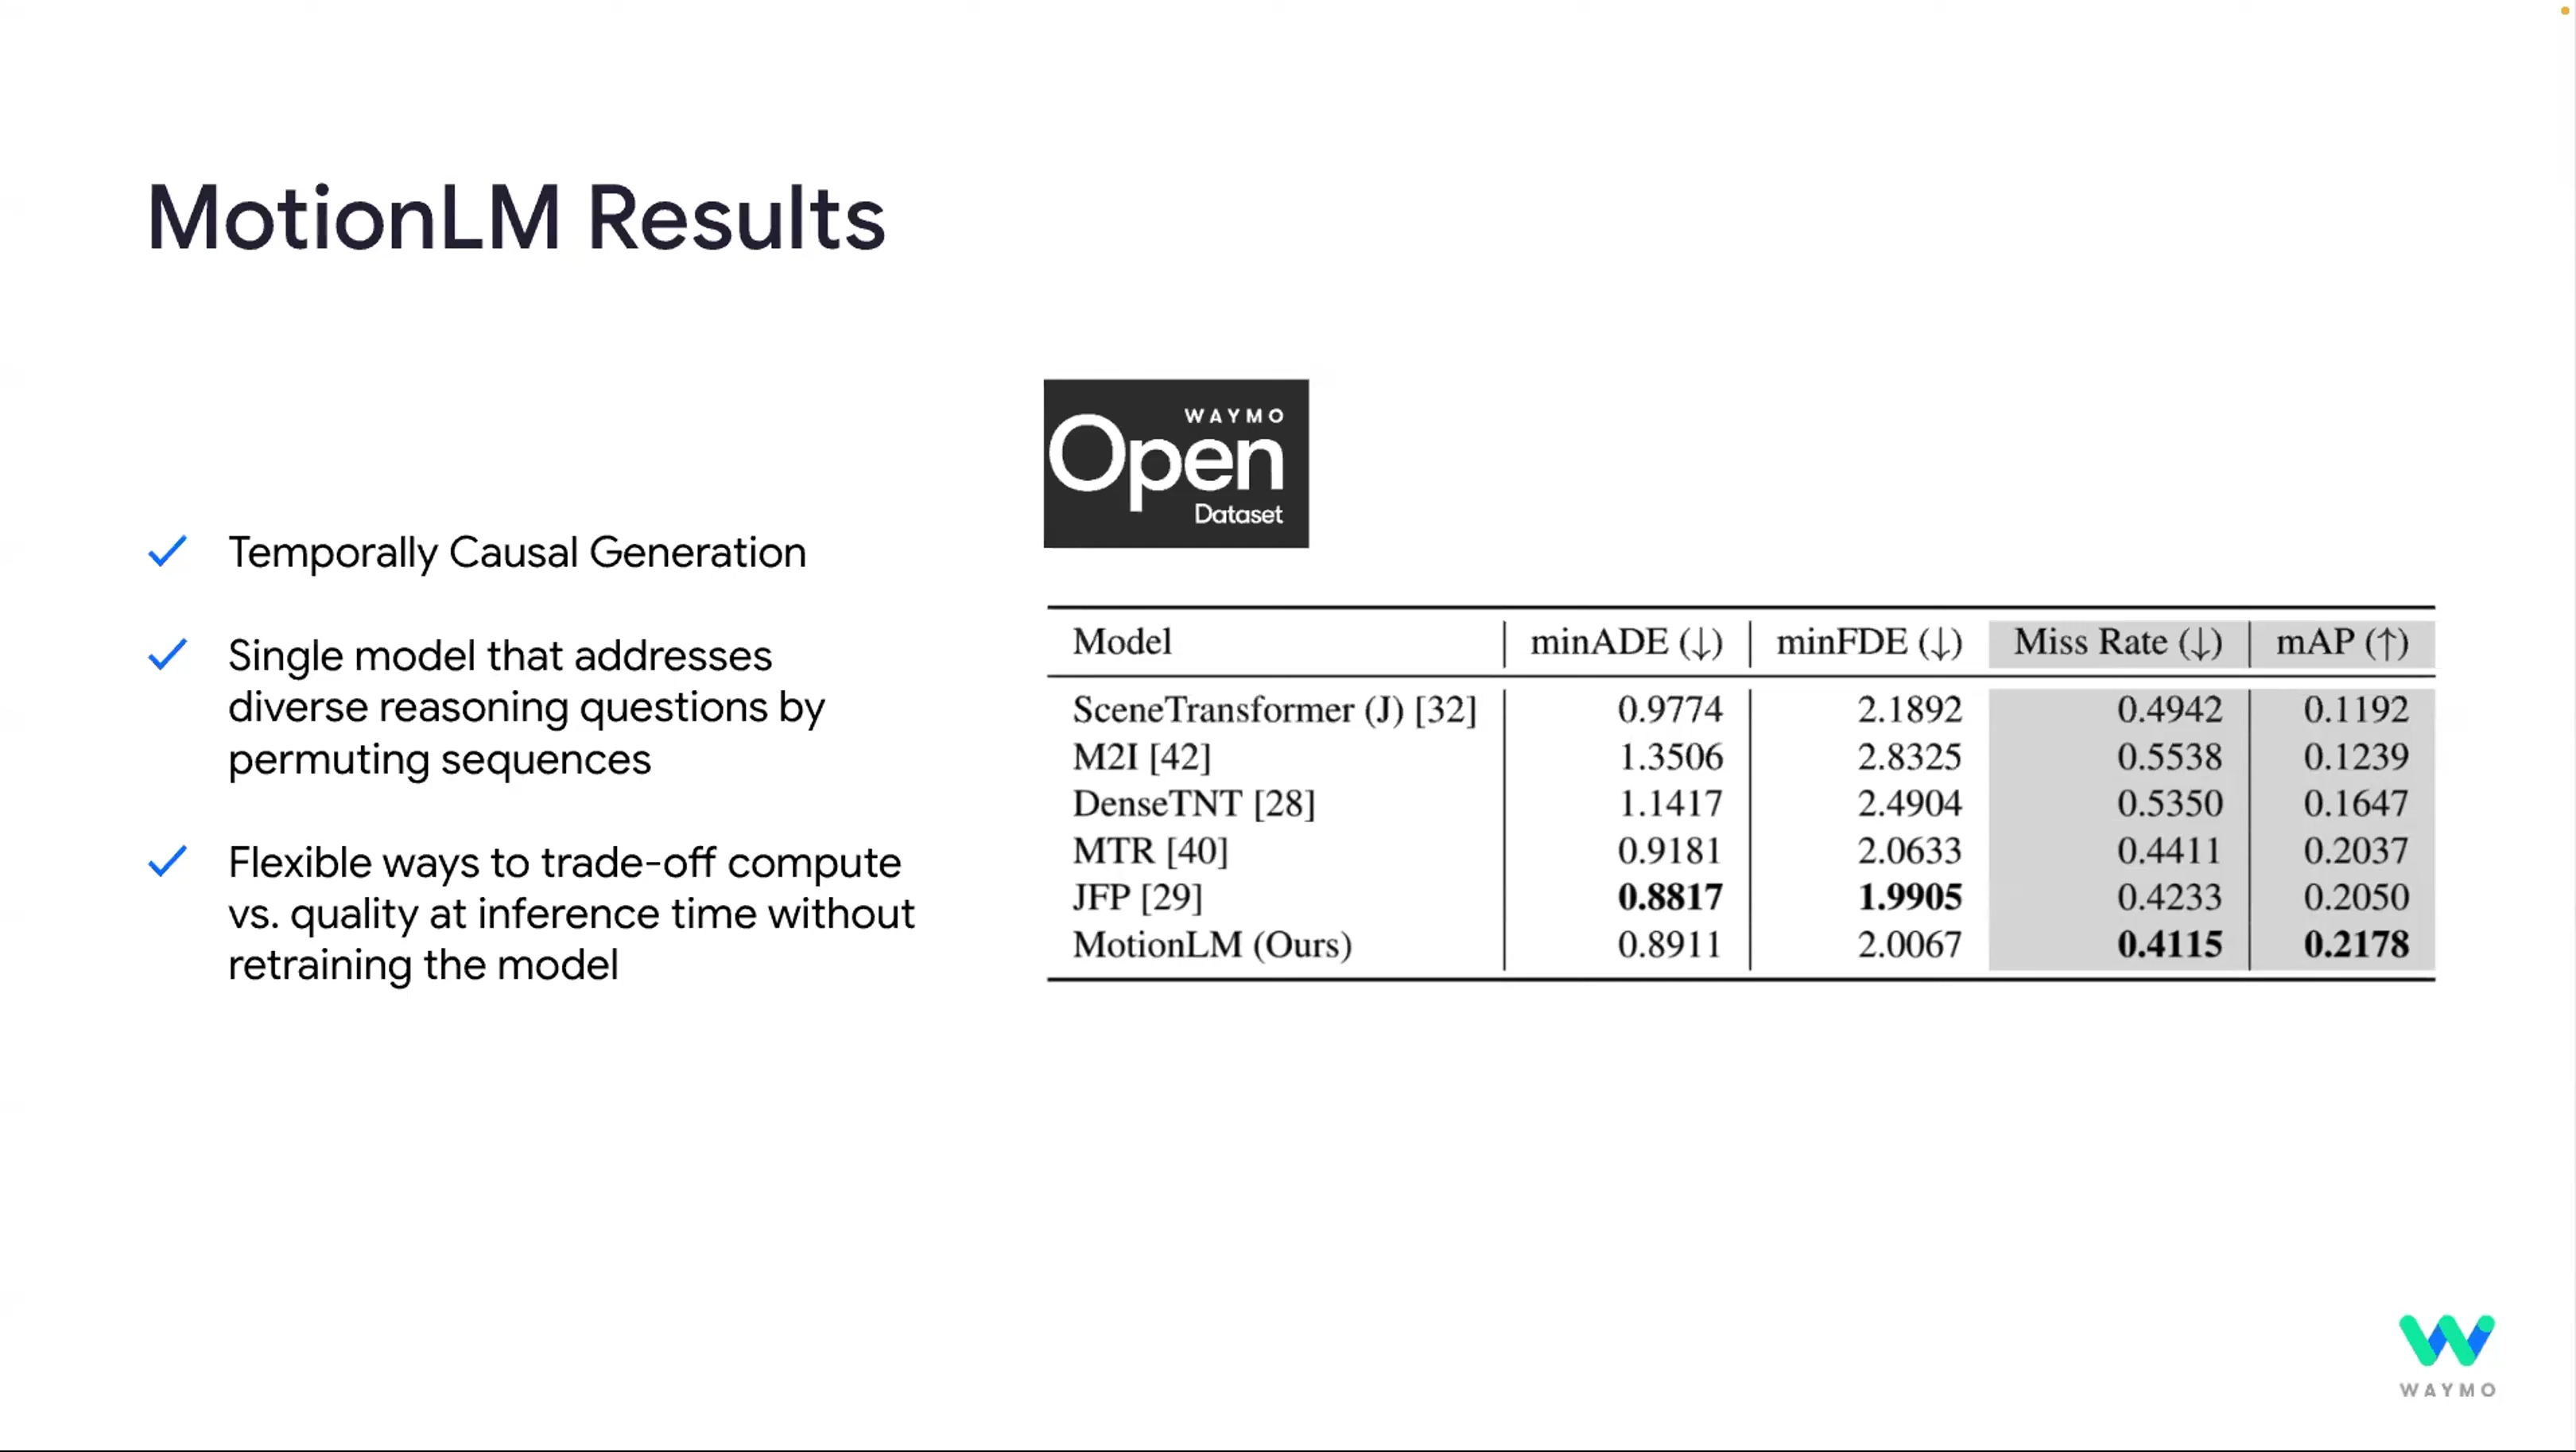 MotionLM Results
Temporally Causal Generation
Single model that addresses
diverse reasoning questions by
permuting sequences
Flexible ways to trade-off compute
vs. quality at inference time without
retraining the model
WAYMO
Open
Dataset
Model minADE (↓) minFDE (↓) Miss Rate (↓) mAP (↑)
SceneTransformer (J) [32] 0.9774 2.1892 0.4942 0.1192
M2I [42] 1.3506 2.8325 0.5538 0.1239
DenseTNT [28] 1.1417 2.4904 0.5350 0.1647
MTR [40] 0.9181 2.0633 0.4411 0.2037
JFP [29] 0.8817 1.9905 0.4233 0.2050
MotionLM (Ours) 0.8911 2.0067 0.4115 0.2178
WAYMO